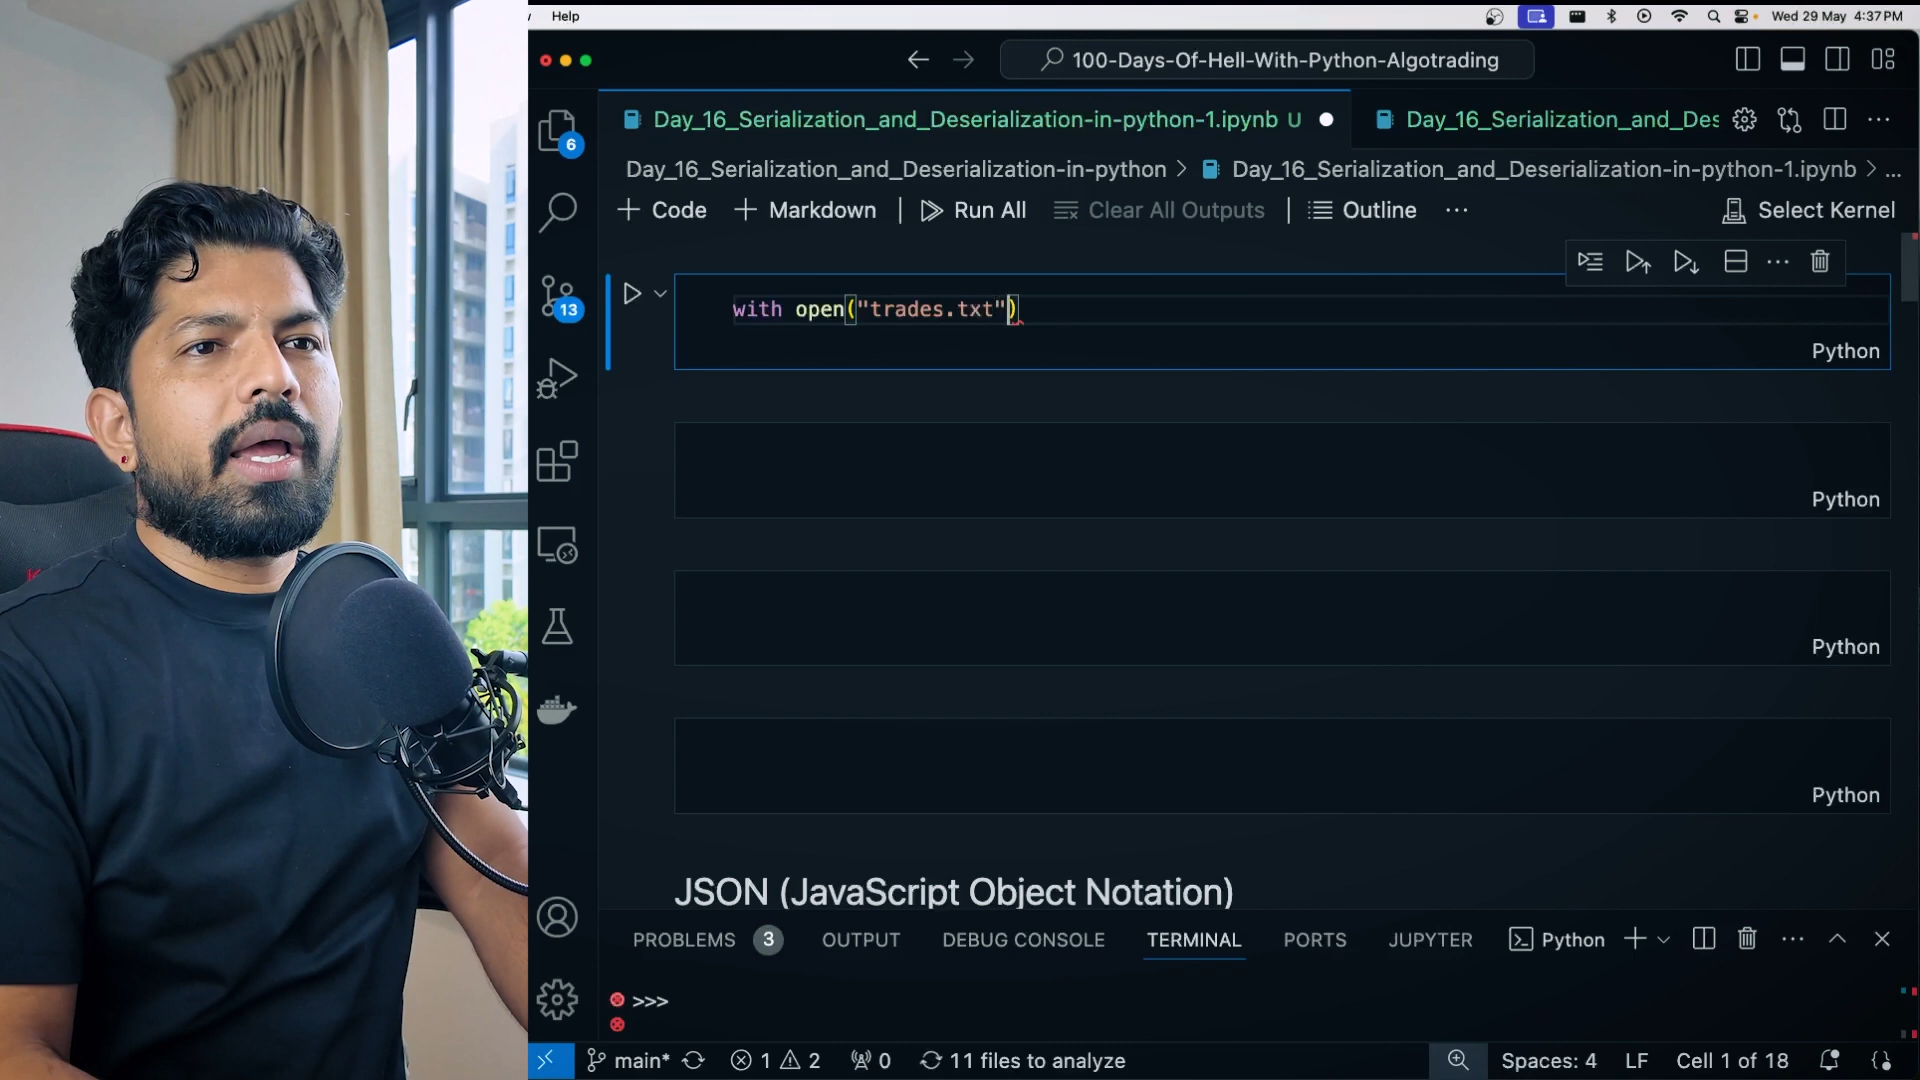 Help
Wed 29 May 4:37 PM
100-Days-Of-Hell-With-Python-Algotrading
Day_16_Serialization_and_Deserialization-in-python-1.ipynb U
Day_16_Serialization_and_Des
Day_16_Serialization_and_Deserialization-in-python > Day_16_Serialization_and_Deserialization-in-python-1.ipynb > ...
+ Code + Markdown | Run All Clear All Outputs | Outline ... Select Kernel
6
with open("trades.txt")
13
Python
Python
Python
Python
JSON (JavaScript Object Notation)
PROBLEMS 3 OUTPUT DEBUG CONSOLE TERMINAL PORTS JUPYTER Python
>>>
main* 1 2 0 11 files to analyze Spaces: 4 LF Cell 1 of 18